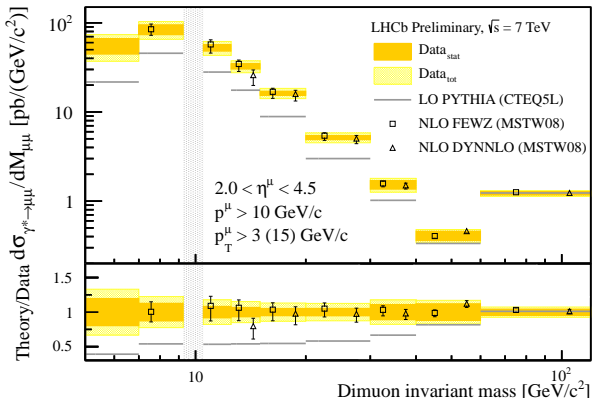 LHCb Preliminary, √s = 7 TeV
Data_stat
Data_tot
LO PYTHIA (CTEQ5L)
NLO FEWZ (MSTW08)
NLO DYNNLO (MSTW08)
dσ_γ*→μμ/dM_μμ [pb/(GeV/c²)]
10²
10
1
2.0 < η^μ < 4.5
p^μ > 10 GeV/c
p_T^μ > 3 (15) GeV/c
Theory/Data
1.5
1
0.5
10
10²
Dimuon invariant mass [GeV/c²]